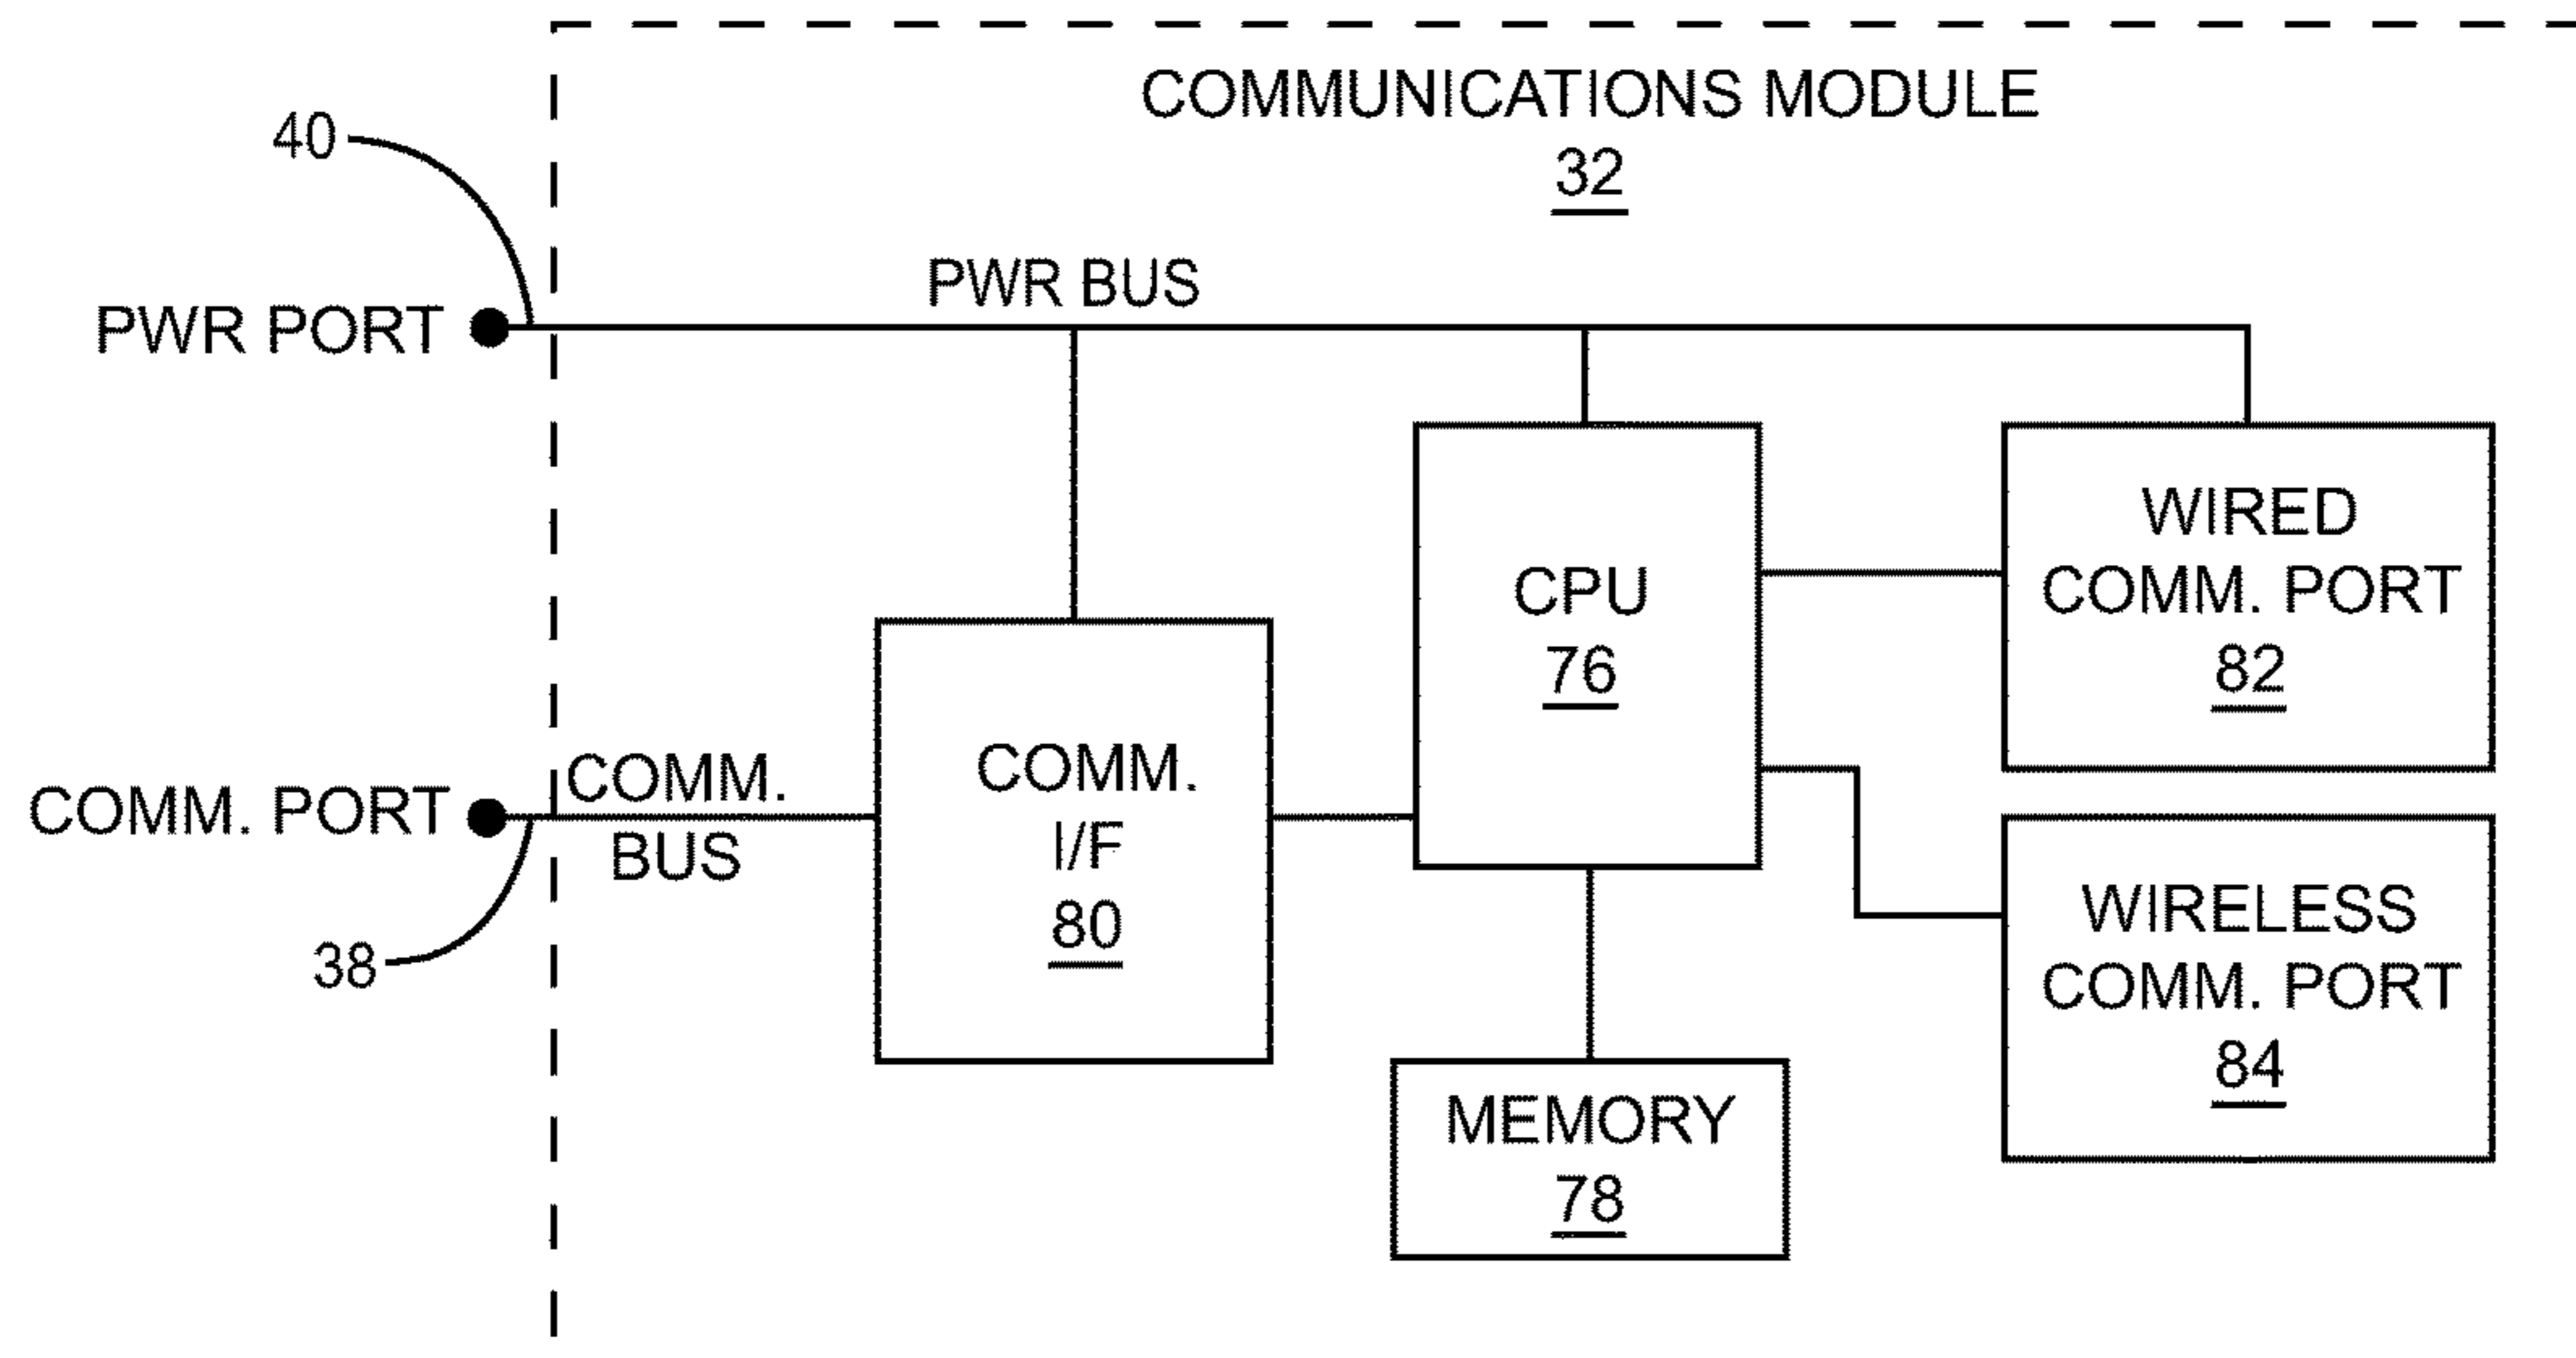 COMMUNICATIONS MODULE
32
40
PWR BUS
PWR PORT
WIRED
COMM. PORT
82
CPU
76
COMM. PORT
COMM.
BUS
38
COMM.
I/F
80
WIRELESS
COMM. PORT
84
MEMORY
78